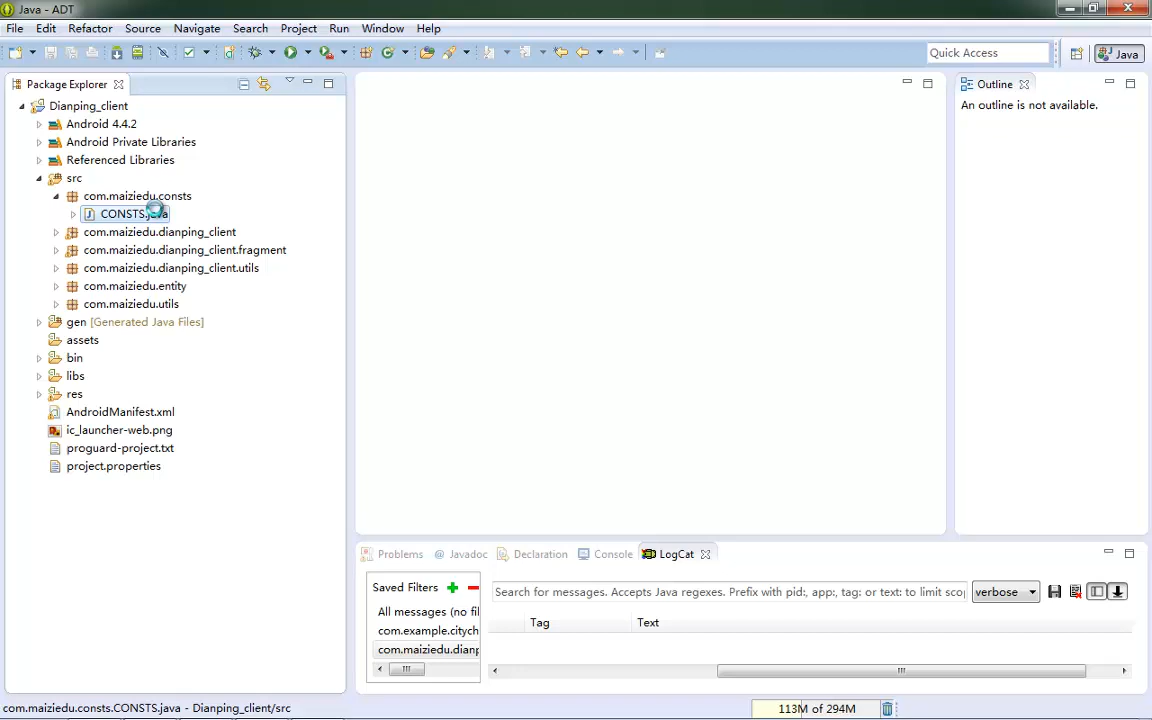 Java - ADT
File Edit Refactor Source Navigate Search Project Run Window Help
Quick Access Java
Package Explorer
Outline
An outline is not available.
Dianping_client
Android 4.4.2
Android Private Libraries
Referenced Libraries
src
com.maiziedu.consts
CONSTS.java
com.maiziedu.dianping_client
com.maiziedu.dianping_client.fragment
com.maiziedu.dianping_client.utils
com.maiziedu.entity
com.maiziedu.utils
gen [Generated Java Files]
assets
bin
libs
res
AndroidManifest.xml
ic_launcher-web.png
proguard-project.txt
project.properties
Problems @ Javadoc Declaration Console LogCat
Saved Filters
Search for messages. Accepts Java regexes. Prefix with pid:, app:, tag: or text: to limit scop
verbose
All messages (no fil
com.example.citych
com.maiziedu.dianp
Tag Text
com.maiziedu.consts.CONSTS.java - Dianping_client/src
113M of 294M